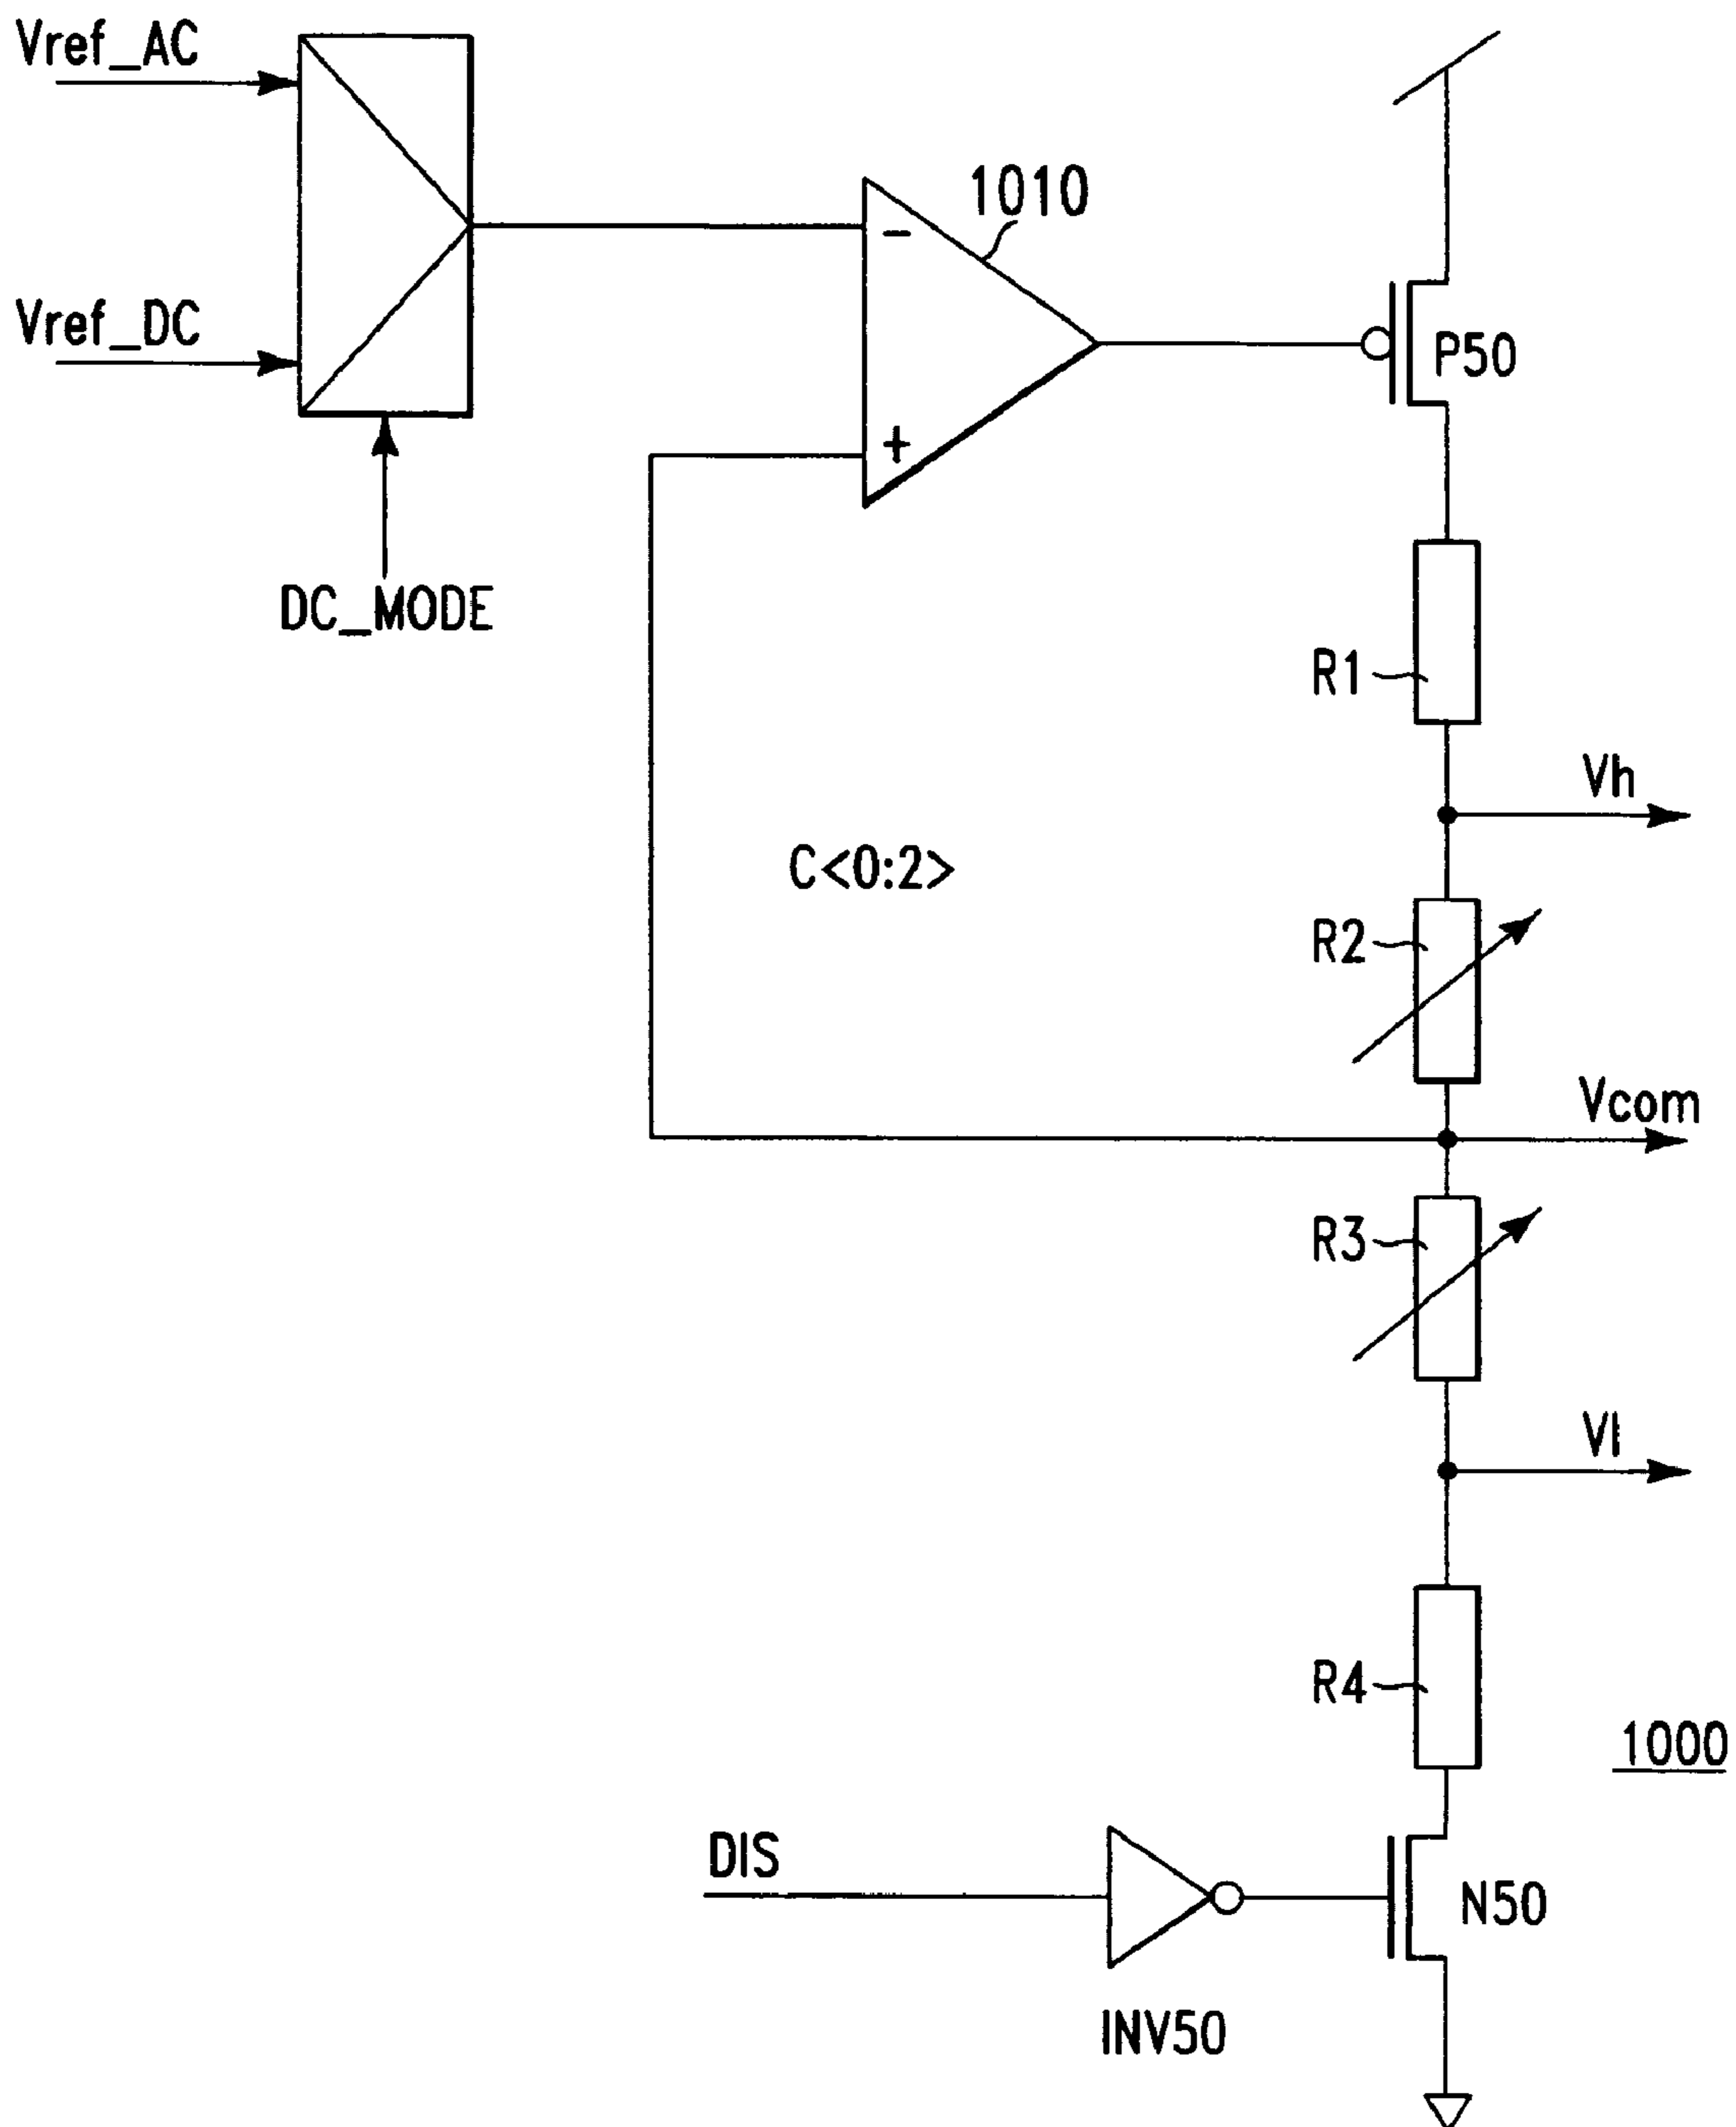 Vref_AC
1010
Vref_DC
P50
DC_MODE
R1
Vh
C<0:2>
R2
Vcom
R3
Vl
R4
1000
DIS
N50
INV50
-
+